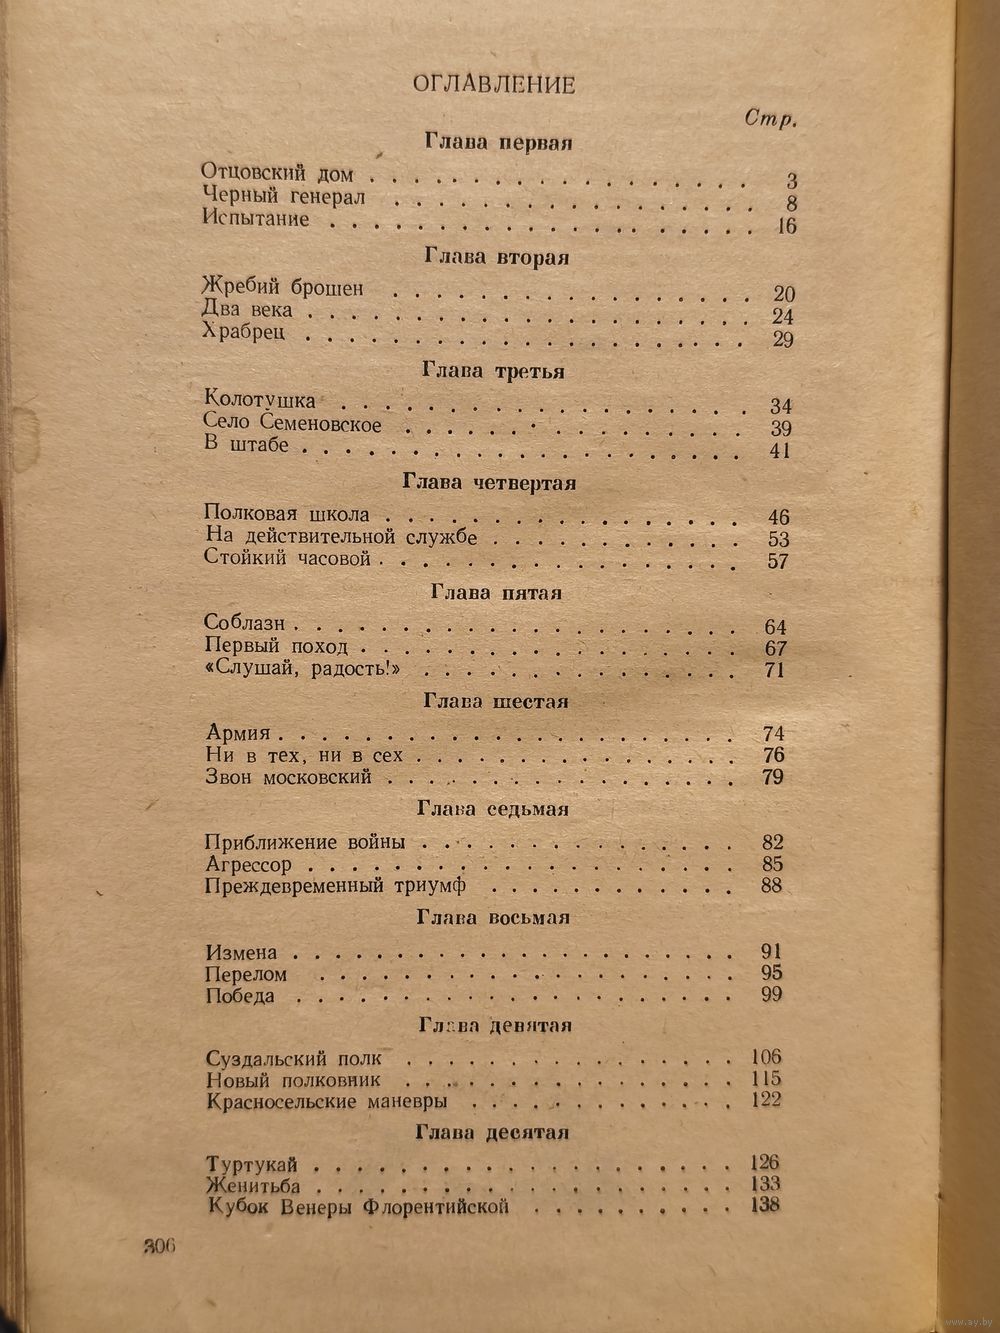 ОГЛАВЛЕНИЕ
Стр.
Глава первая
Отцовский дом . . . . . . . . . . . . . . . . . . 3
Черный генерал . . . . . . . . . . . . . . . . . 8
Испытание . . . . . . . . . . . . . . . . . . . . 16
Глава вторая
Жребий брошен . . . . . . . . . . . . . . . . . 20
Два века . . . . . . . . . . . . . . . . . . . . . 24
Храбрец . . . . . . . . . . . . . . . . . . . . . 29
Глава третья
Колотушка . . . . . . . . . . . . . . . . . . . 34
Село Семеновское . . . . . . . . . . . . . . . . 39
В штабе . . . . . . . . . . . . . . . . . . . . . 41
Глава четвертая
Полковая школа . . . . . . . . . . . . . . . . . 46
На действительной службе . . . . . . . . . . . . 53
Стойкий часовой . . . . . . . . . . . . . . . . . 57
Глава пятая
Соблазн . . . . . . . . . . . . . . . . . . . . . 64
Первый поход . . . . . . . . . . . . . . . . . . 67
«Слушай, радость!» . . . . . . . . . . . . . . . 71
Глава шестая
Армия . . . . . . . . . . . . . . . . . . . . . . 74
Ни в тех, ни в сех . . . . . . . . . . . . . . . . 76
Звон московский . . . . . . . . . . . . . . . . . 79
Глава седьмая
Приближение войны . . . . . . . . . . . . . . . 82
Агрессор . . . . . . . . . . . . . . . . . . . . . 85
Преждевременный триумф . . . . . . . . . . . . 88
Глава восьмая
Измена . . . . . . . . . . . . . . . . . . . . . 91
Перелом . . . . . . . . . . . . . . . . . . . . 95
Победа . . . . . . . . . . . . . . . . . . . . . 99
Глава девятая
Суздальский полк . . . . . . . . . . . . . . . . 106
Новый полковник . . . . . . . . . . . . . . . . 115
Красносельские маневры . . . . . . . . . . . . . 122
Глава десятая
Туртукай . . . . . . . . . . . . . . . . . . . . 126
Женитьба . . . . . . . . . . . . . . . . . . . . 133
Кубок Венеры Флорентийской . . . . . . . . . . 138
306
www.ay.by